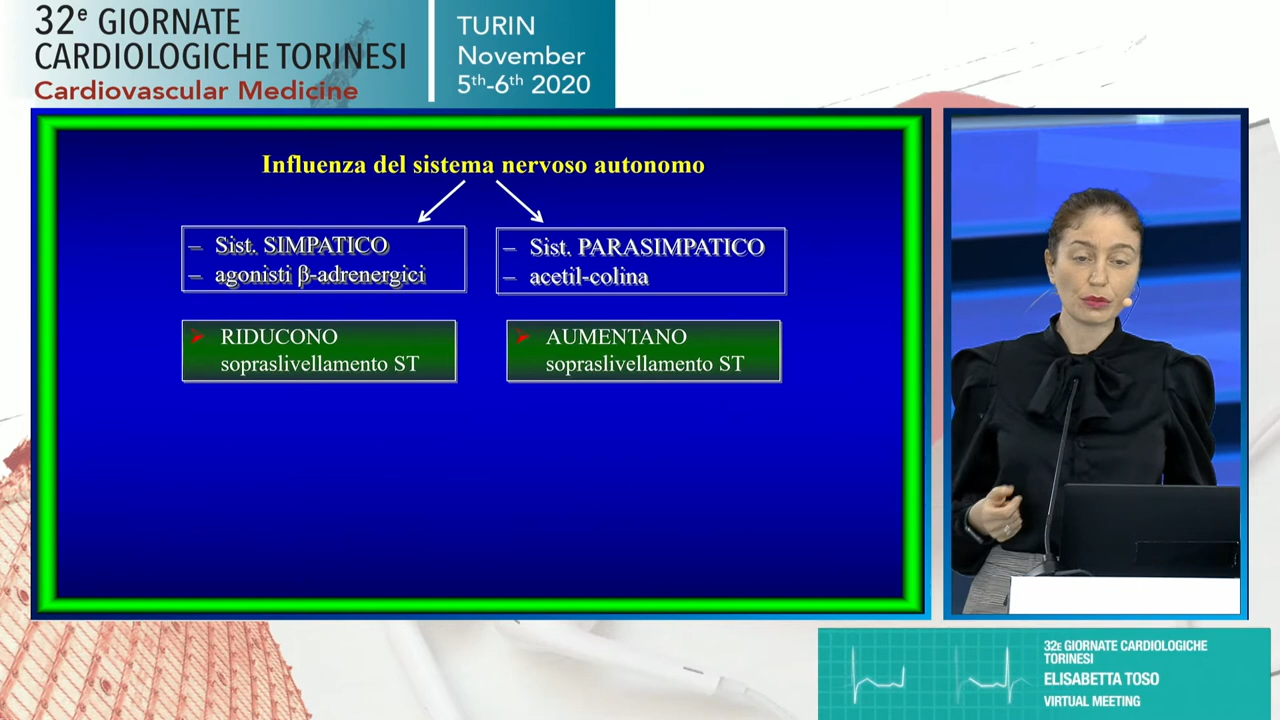 32e GIORNATE
CARDIOLOGICHE TORINESI
Cardiovascular Medicine
TURIN
November
5th-6th 2020
Influenza del sistema nervoso autonomo
– Sist. SIMPATICO
– agonisti β-adrenergici
– Sist. PARASIMPATICO
– acetil-colina
RIDUCONO
sopraslivellamento ST
AUMENTANO
sopraslivellamento ST
32E GIORNATE CARDIOLOGICHE
TORINESI
ELISABETTA TOSO
VIRTUAL MEETING